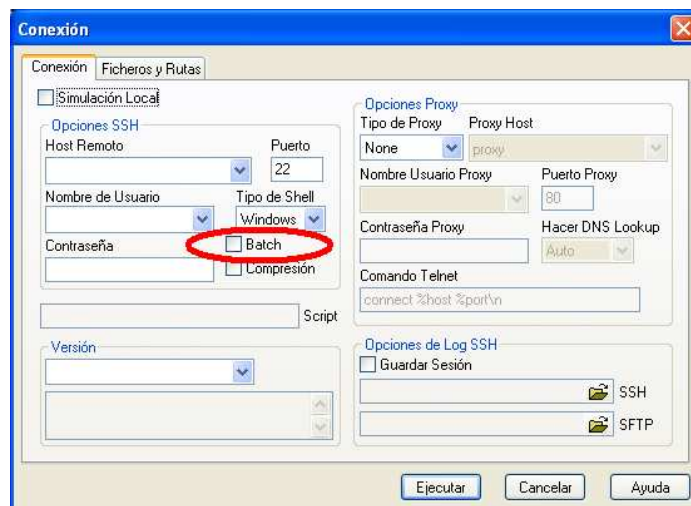 Conexión
Conexión Ficheros y Rutas
Simulación Local
Opciones SSH
Host Remoto Puerto
22
Nombre de Usuario Tipo de Shell
Windows
Contraseña Batch
Compresión
Script
Versión
Opciones Proxy
Tipo de Proxy Proxy Host
None proxy
Nombre Usuario Proxy Puerto Proxy
80
Contraseña Proxy Hacer DNS Lookup
Auto
Comando Telnet
connect %host %port\n
Opciones de Log SSH
Guardar Sesión
SSH
SFTP
Ejecutar Cancelar Ayuda